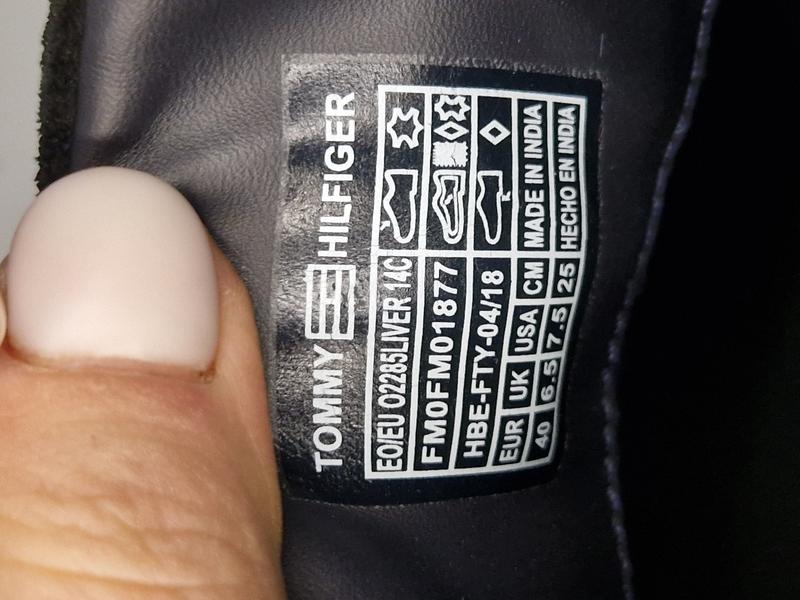 TOMMY HILFIGER
EO/EU O2285LIVER 14C
FM0FM01877
HBE-FTY-04/18
EUR UK USA CM MADE IN INDIA
40 6.5 7.5 25 HECHO EN INDIA